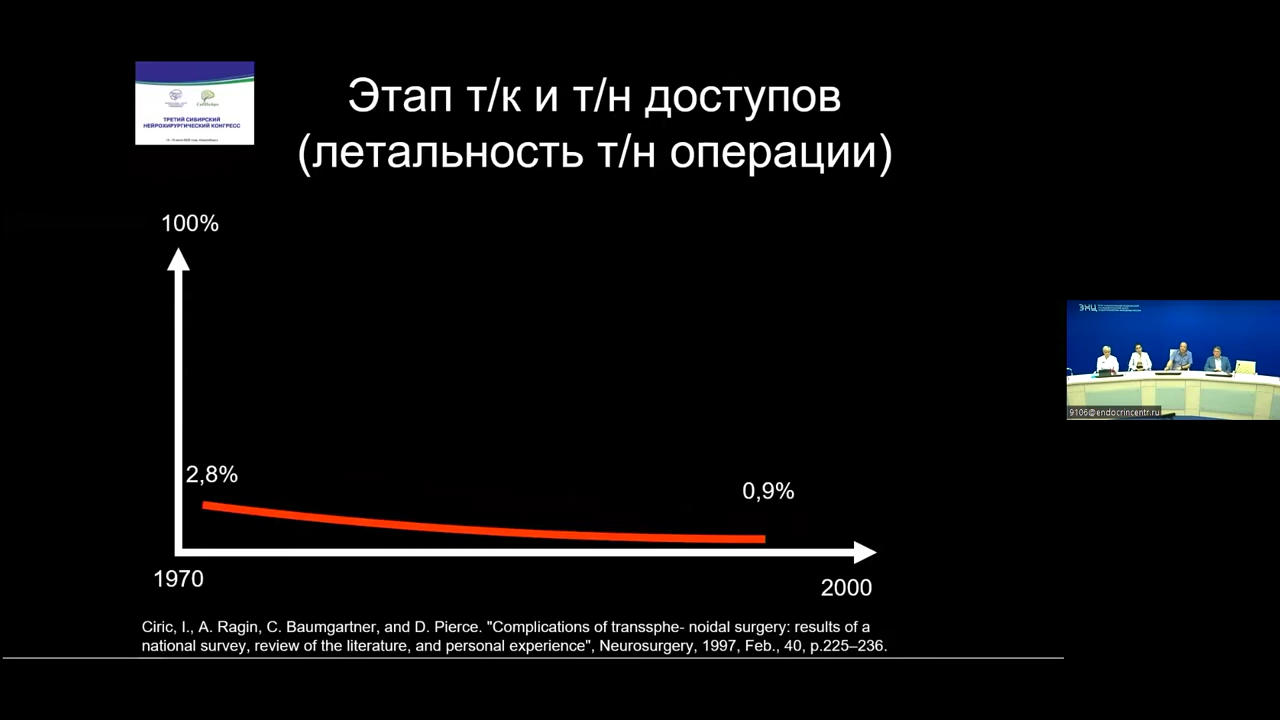 ТРЕТИЙ СИБИРСКИЙ
НЕЙРОХИРУРГИЧЕСКИЙ КОНГРЕСС
Этап т/к и т/н доступов
(летальность т/н операции)
100%
2,8%
0,9%
1970
2000
Ciric, I., A. Ragin, C. Baumgartner, and D. Pierce. "Complications of transsphe- noidal surgery: results of a
national survey, review of the literature, and personal experience", Neurosurgery, 1997, Feb., 40, p.225–236.
ЭНЦ
9106@endocrincentr.ru